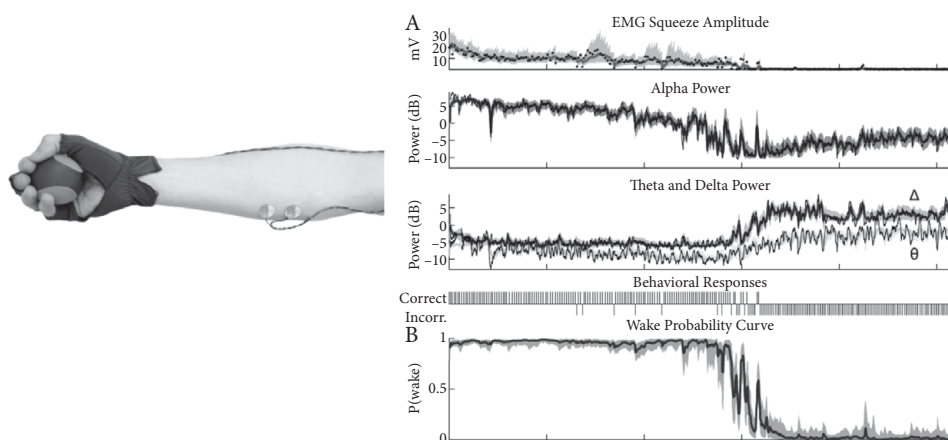 A
EMG Squeeze Amplitude
mV
30
20
10
Alpha Power
Power (dB)
5
0
−5
−10
Theta and Delta Power
Power (dB)
5
0
−5
−10
Δ
θ
Behavioral Responses
Correct
Incorr.
B
Wake Probability Curve
P(wake)
1
0.5
0